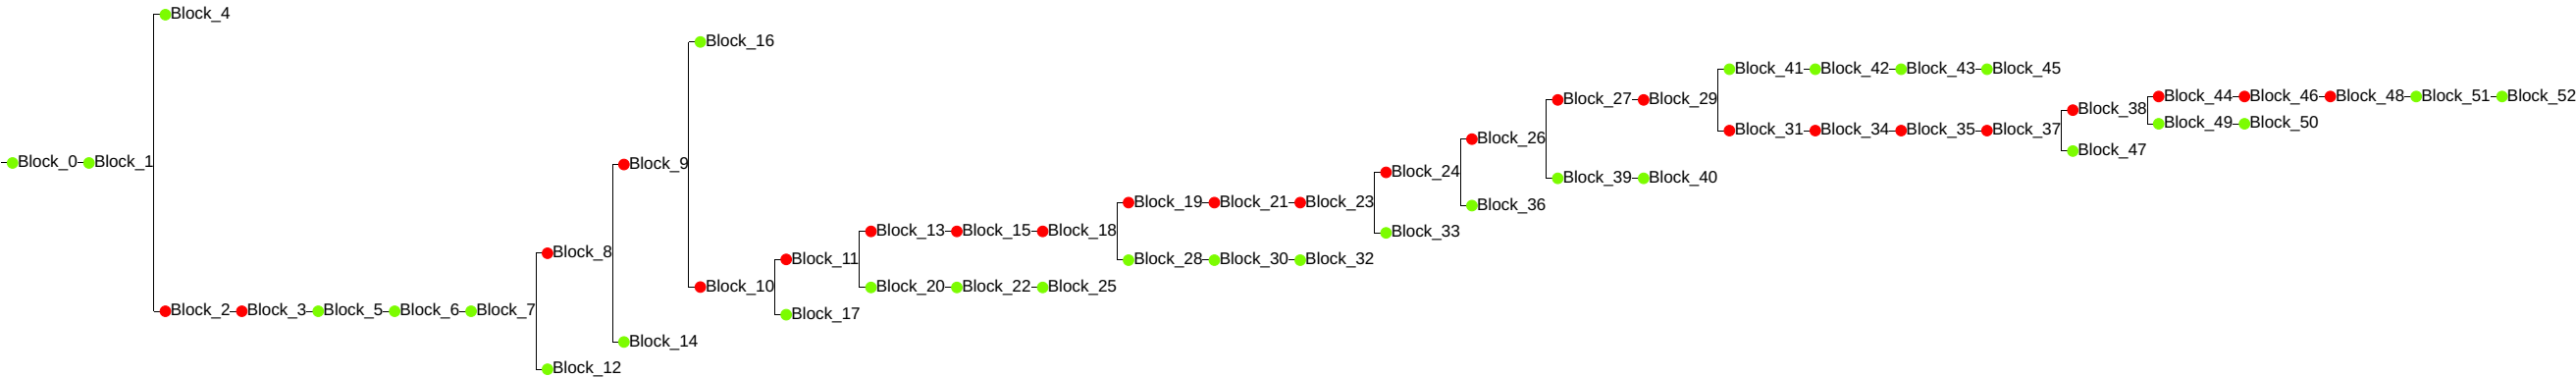 Block_4
Block_16
Block_41 Block_42 Block_43 Block_45
Block_27 Block_29
Block_44 Block_46 Block_48 Block_51 Block_52
Block_38
Block_49 Block_50
Block_31 Block_34 Block_35 Block_37
Block_26
Block_47
Block_0 Block_1
Block_9
Block_24
Block_39 Block_40
Block_19 Block_21 Block_23
Block_36
Block_13 Block_15 Block_18
Block_33
Block_8
Block_11
Block_28 Block_30 Block_32
Block_10
Block_20 Block_22 Block_25
Block_2 Block_3 Block_5 Block_6 Block_7
Block_17
Block_14
Block_12